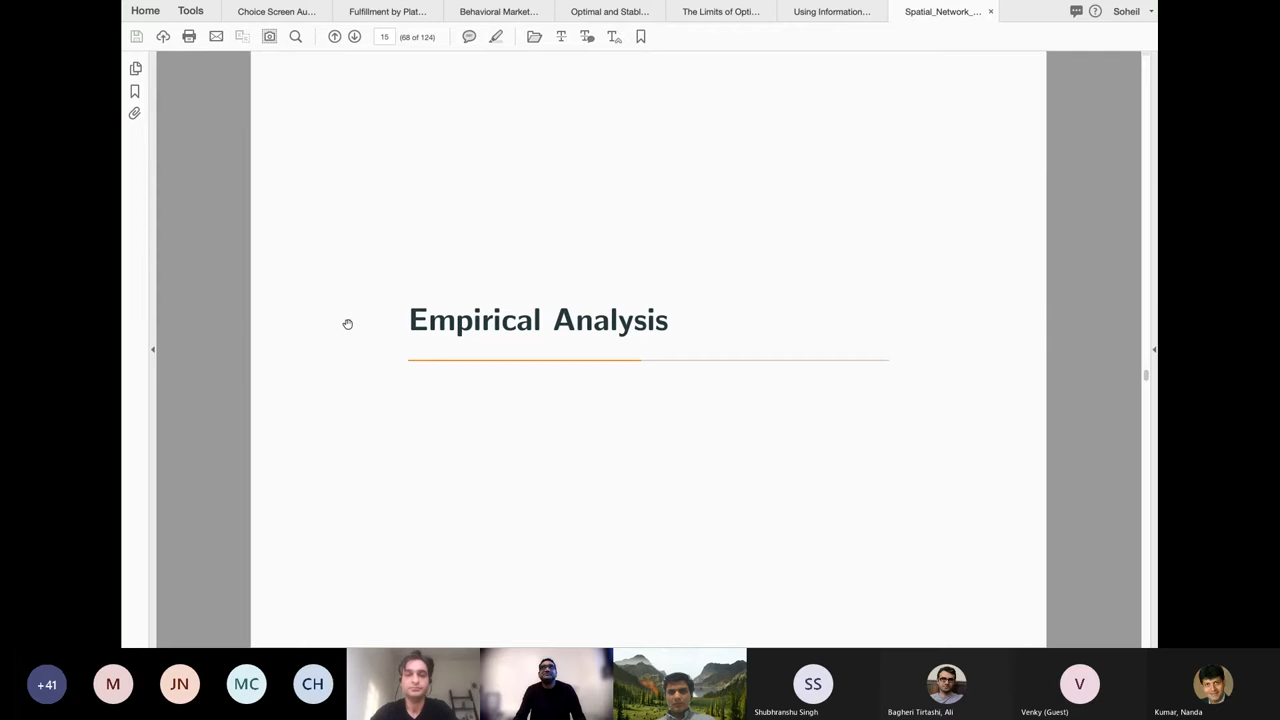 Home Tools Choice Screen Au... Fulfillment by Plat... Behavioral Market... Optimal and Stabl... The Limits of Opti... Using Information... Spatial_Network_... × Soheil
15 (68 of 124)
Empirical Analysis
+41 M JN MC CH SS V
Shubhranshu Singh Bagheri Tirtashi, Ali Venky (Guest) Kumar, Nanda